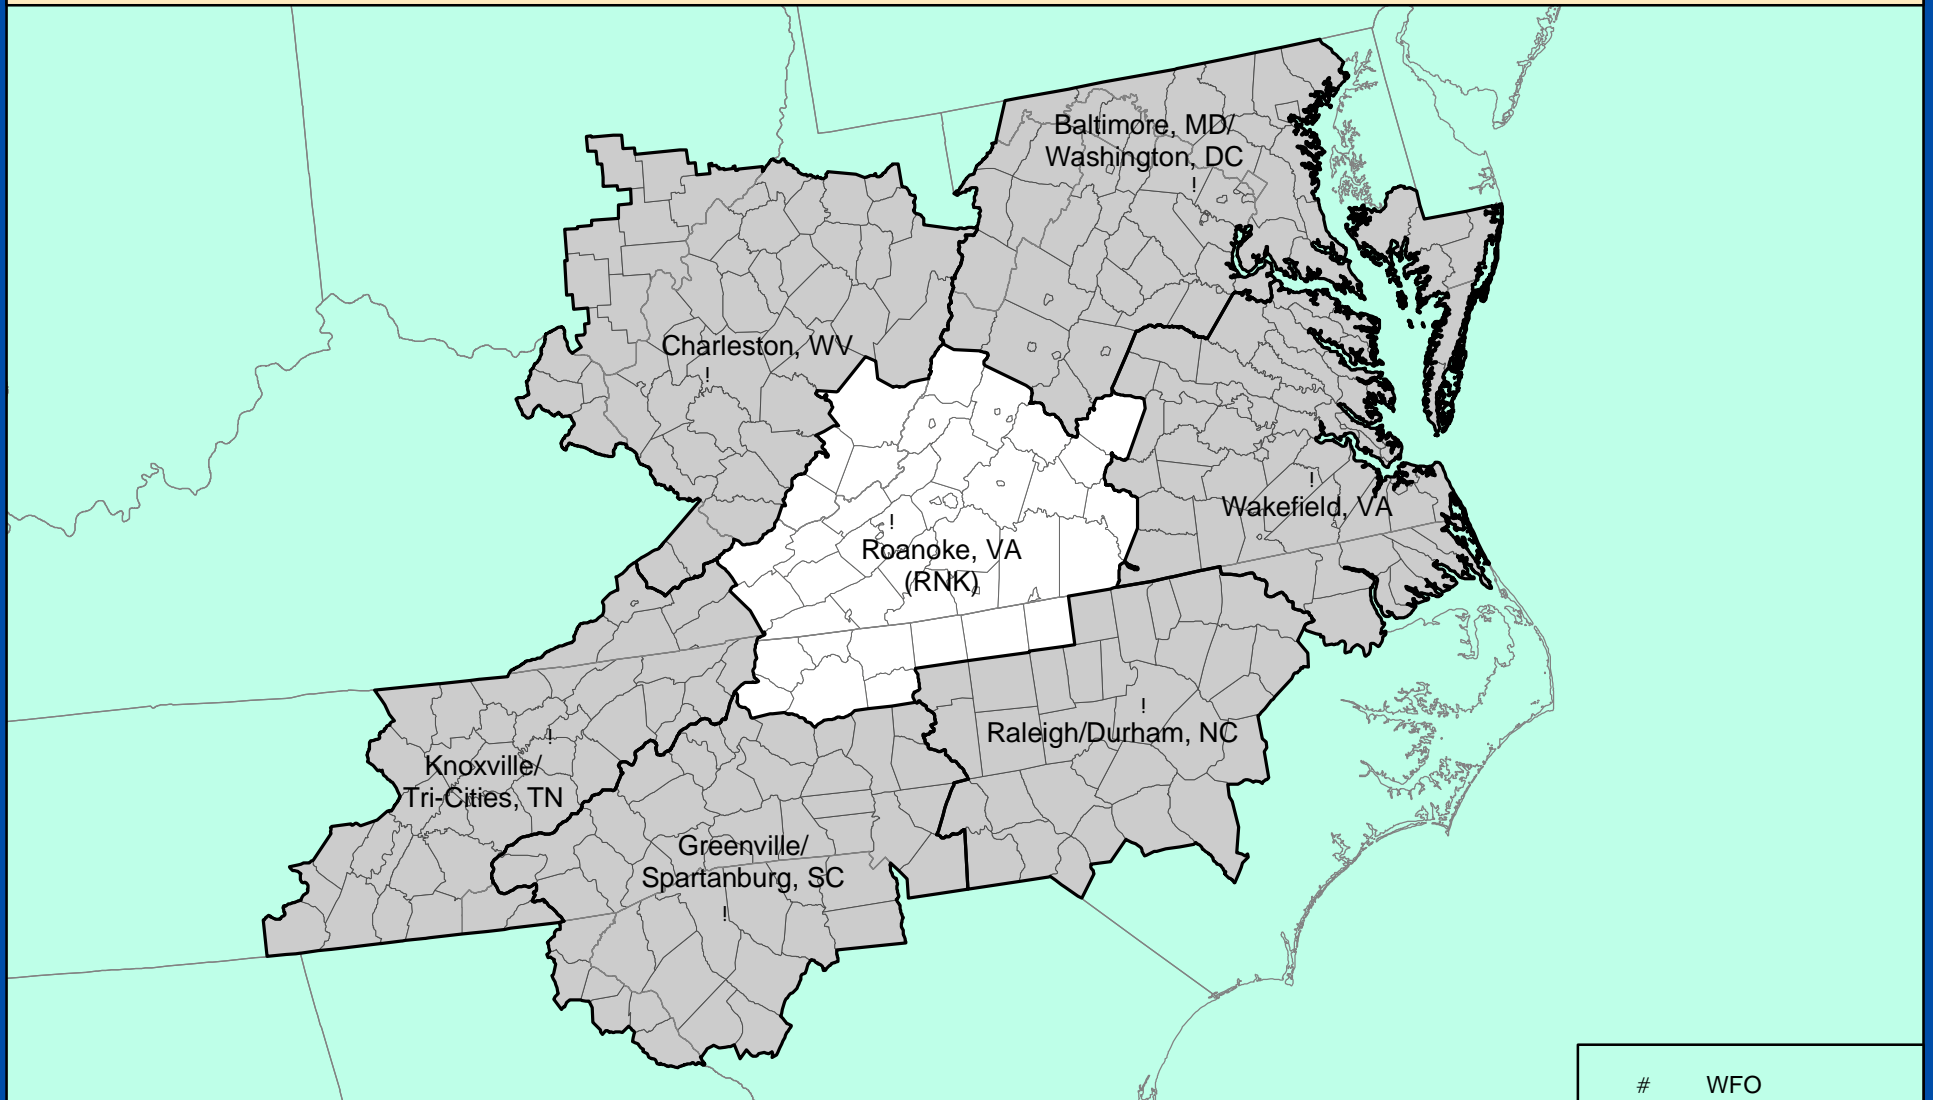 Baltimore, MD/
Washington, DC
!
Charleston, WV
!
!
Wakefield, VA
!
Roanoke, VA
(RNK)
!
Raleigh/Durham, NC
!
Knoxville/
Tri-Cities, TN
Greenville/
Spartanburg, SC
!
# WFO